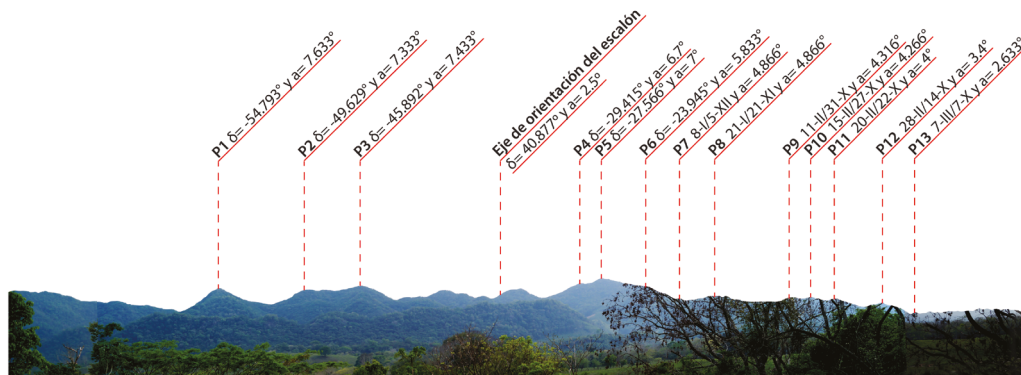 P1 δ= -54.793° y a= 7.633°
P2 δ= -49.629° y a= 7.333°
P3 δ= -45.892° y a= 7.433°
Eje de orientación del escalón
δ= 40.877° y a= 2.5°
P4 δ= -29.415° y a= 6.7°
P5 δ= -27.566° y a= 7°
P6 δ= -23.945° y a= 5.833°
P7 8-I/5-XII y a= 4.866°
P8 21-I/21-XI y a= 4.866°
P9 11-II/31-X y a= 4.316°
P10 15-II/27-X y a= 4.266°
P11 20-II/22-X y a= 4°
P12 28-II/14-X y a= 3.4°
P13 7-III/7-X y a= 2.633°